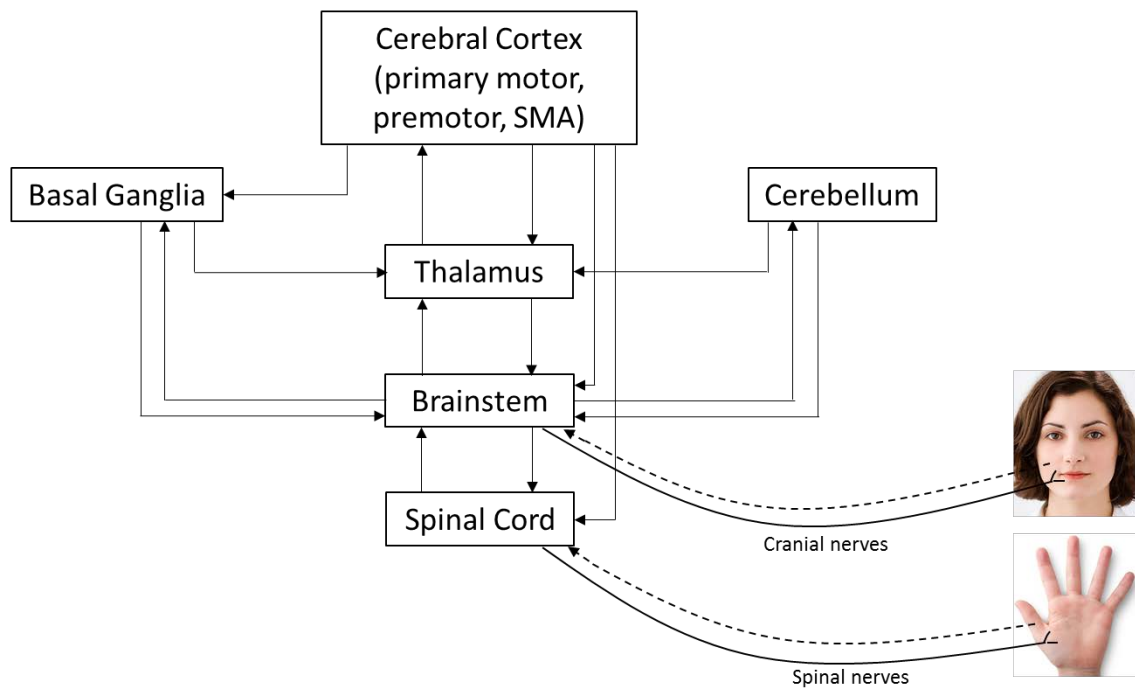 Cerebral Cortex
(primary motor,
premotor, SMA)
Basal Ganglia
Cerebellum
Thalamus
Brainstem
Spinal Cord
Cranial nerves
Spinal nerves